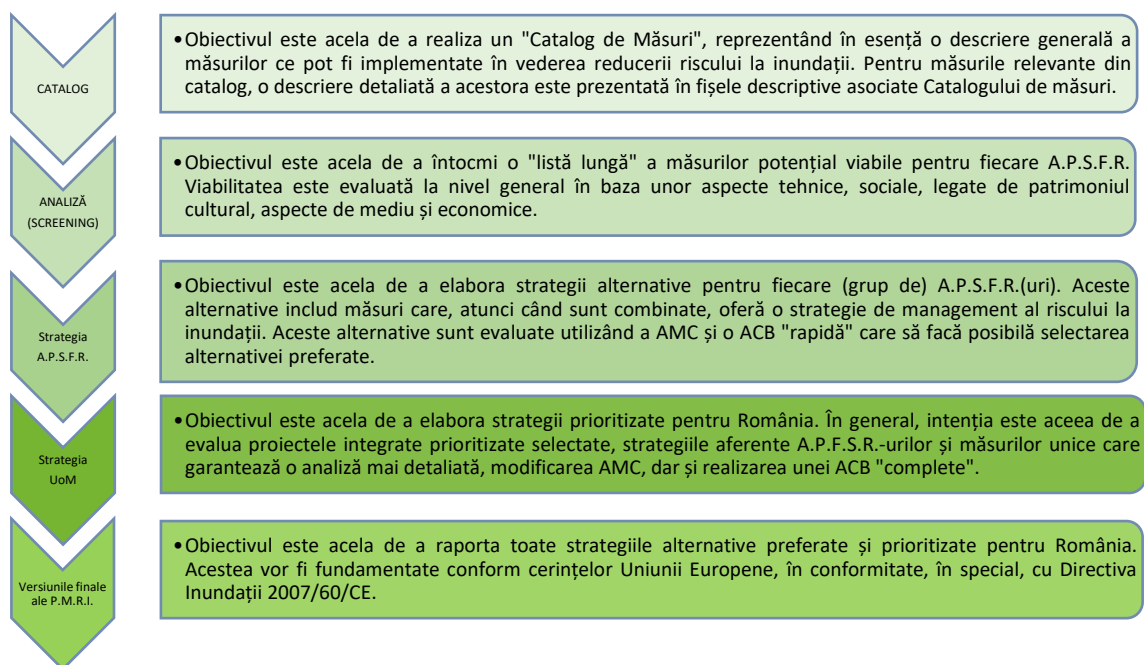 CATALOG
•Obiectivul este acela de a realiza un "Catalog de Măsuri", reprezentând în esență o descriere generală a
măsurilor ce pot fi implementate în vederea reducerii riscului la inundații. Pentru măsurile relevante din
catalog, o descriere detaliată a acestora este prezentată în fișele descriptive asociate Catalogului de măsuri.
ANALIZĂ
(SCREENING)
•Obiectivul este acela de a întocmi o "listă lungă" a măsurilor potențial viabile pentru fiecare A.P.S.F.R.
Viabilitatea este evaluată la nivel general în baza unor aspecte tehnice, sociale, legate de patrimoniul
cultural, aspecte de mediu și economice.
Strategia
A.P.S.F.R.
•Obiectivul este acela de a elabora strategii alternative pentru fiecare (grup de) A.P.S.F.R.(uri). Aceste
alternative includ măsuri care, atunci când sunt combinate, oferă o strategie de management al riscului la
inundații. Aceste alternative sunt evaluate utilizând a AMC și o ACB "rapidă" care să facă posibilă selectarea
alternativei preferate.
Strategia
UoM
•Obiectivul este acela de a elabora strategii prioritizate pentru România. În general, intenția este aceea de a
evalua proiectele integrate prioritizate selectate, strategiile aferente A.P.F.S.R.-urilor și măsurilor unice care
garantează o analiză mai detaliată, modificarea AMC, dar și realizarea unei ACB "complete".
Versiunile finale
ale P.M.R.I.
•Obiectivul este acela de a raporta toate strategiile alternative preferate și prioritizate pentru România.
Acestea vor fi fundamentate conform cerințelor Uniunii Europene, în conformitate, în special, cu Directiva
Inundații 2007/60/CE.